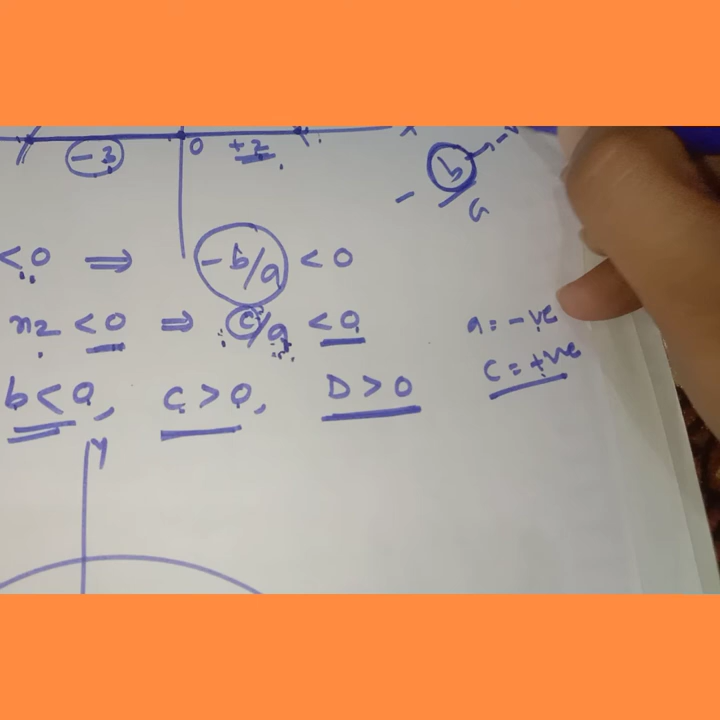 -3 0 +2
- b/a
<0 ⇒ -b/a < 0
x2 <0 ⇒ c/a <0
a = -ve
c = +ve
b<0, c>0, D>0
y